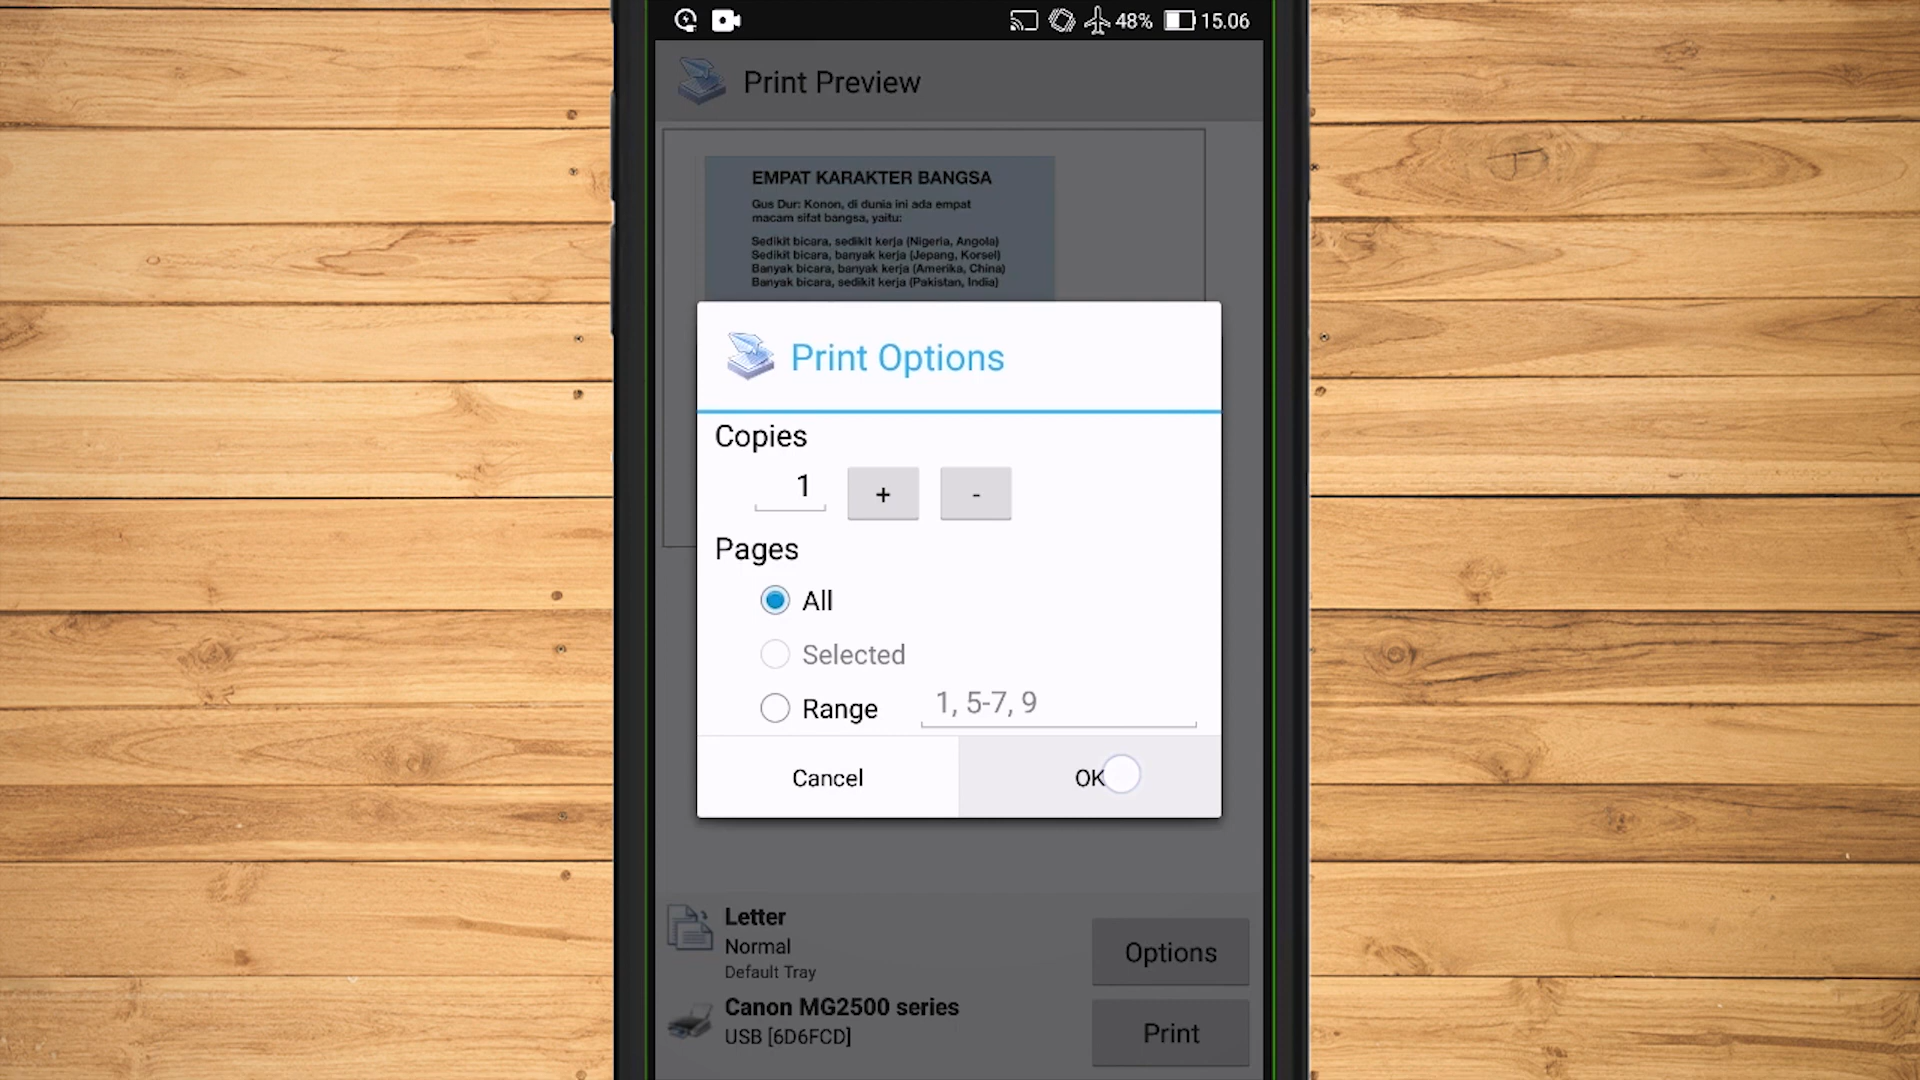 48% 15.06
Print Preview
EMPAT KARAKTER BANGSA
Gus Dur: Konon, di dunia ini ada empat
macam sifat bangsa, yaitu:
Sedikit bicara, sedikit kerja (Nigeria, Angola)
Sedikit bicara, banyak kerja (Jepang, Korsel)
Banyak bicara, banyak kerja (Amerika, China)
Banyak bicara, sedikit kerja (Pakistan, India)
Print Options
Copies
1 + -
Pages
All
Selected
Range 1, 5-7, 9
Cancel OK
Letter
Normal
Default Tray
Options
Canon MG2500 series
USB [6D6FCD]
Print